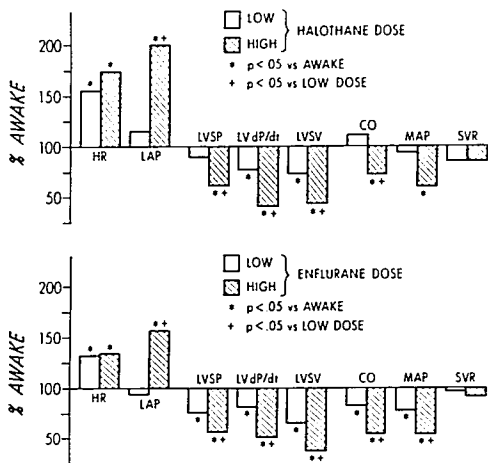 LOW
HIGH
HALOTHANE DOSE
* p<.05 vs AWAKE
+ p<.05 vs LOW DOSE
% AWAKE
200
150
100
50
* * * +
HR LAP LVSP LV dP/dt LVSV CO MAP SVR
* + * * + * * + * + *
LOW
HIGH
ENFLURANE DOSE
* p<.05 vs AWAKE
+ p<.05 vs LOW DOSE
% AWAKE
200
150
100
50
* * * +
HR LAP LVSP LV dP/dt LVSV CO MAP SVR
* * + * * + * * + * * + * * +